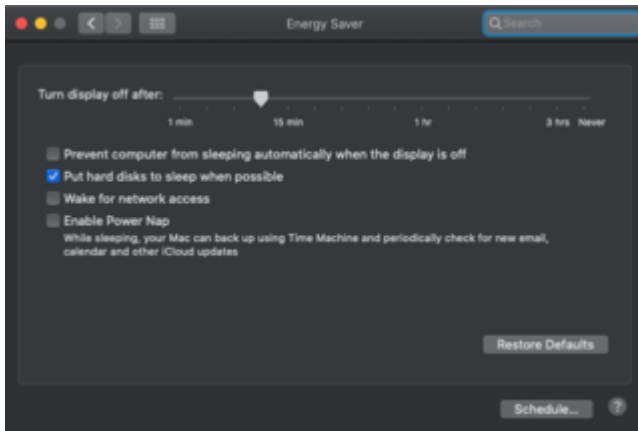 Energy Saver
Search
Turn display off after:
1 min 15 min 1 hr 3 hrs Never
Prevent computer from sleeping automatically when the display is off
Put hard disks to sleep when possible
Wake for network access
Enable Power Nap
While sleeping, your Mac can back up using Time Machine and periodically check for new email,
calendar and other iCloud updates
Restore Defaults
Schedule... ?